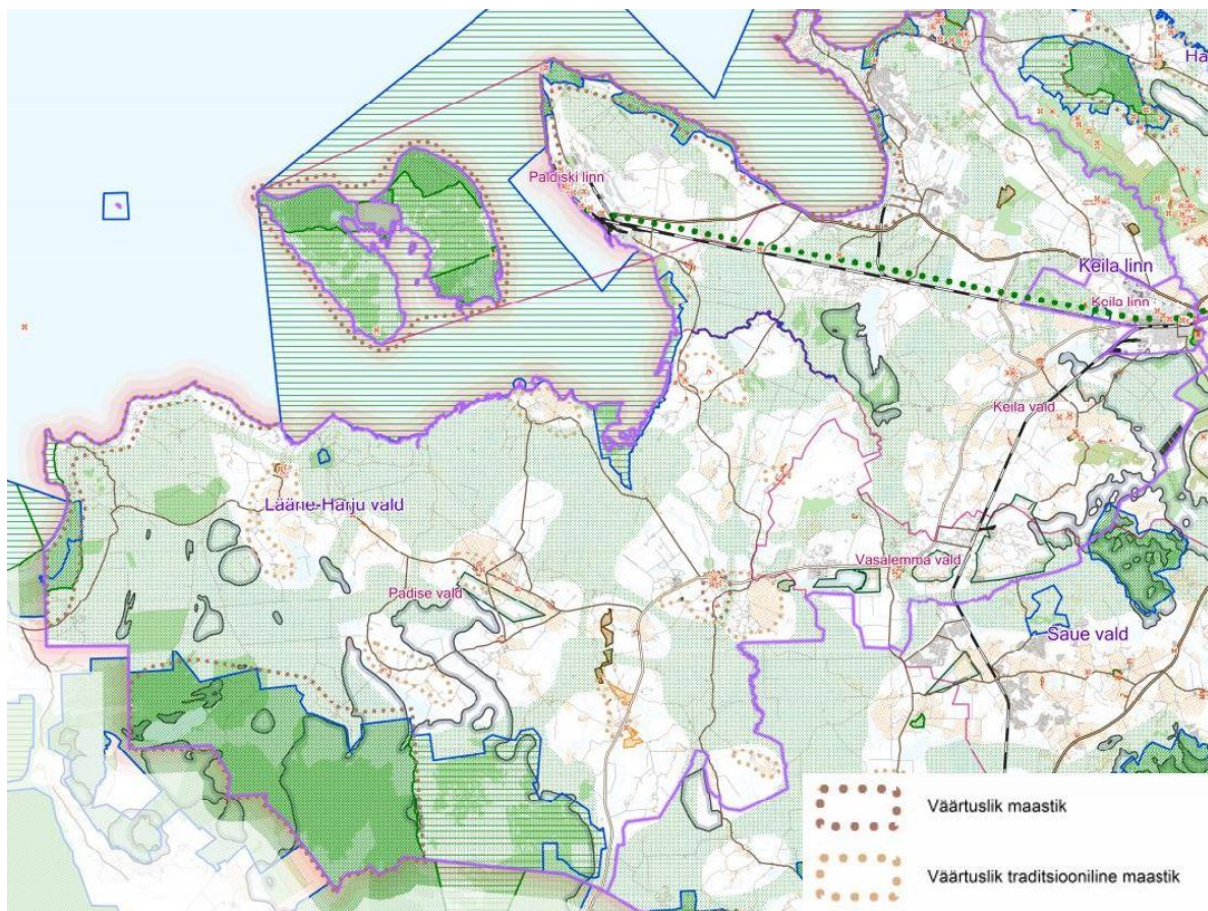 Ha
Paldiski linn
Keila linn
Keila linn
Keila vald
Lääne-Harju vald
Vasalemma vald
Padise vald
Saue vald
Väärtuslik maastik
Väärtuslik traditsiooniline maastik